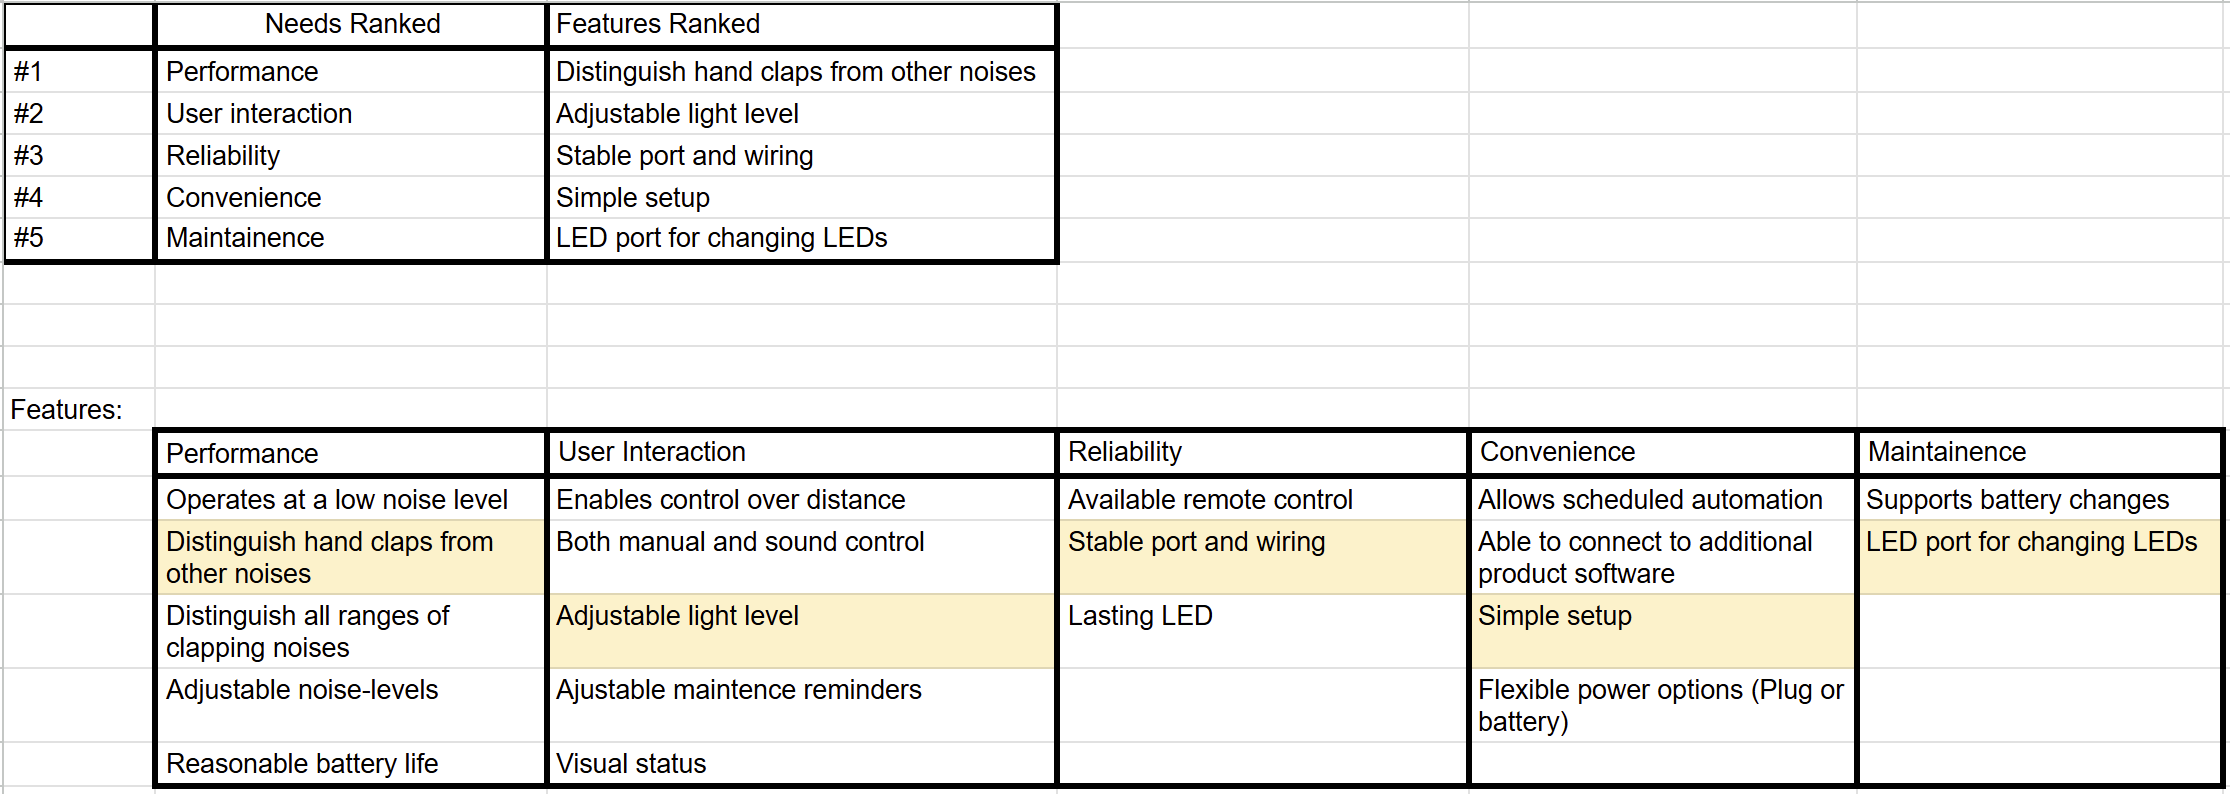 Needs Ranked Features Ranked
#1 Performance Distinguish hand claps from other noises
#2 User interaction Adjustable light level
#3 Reliability Stable port and wiring
#4 Convenience Simple setup
#5 Maintainence LED port for changing LEDs
Features:
Performance User Interaction Reliability Convenience Maintainence
Operates at a low noise level Enables control over distance Available remote control Allows scheduled automation Supports battery changes
Distinguish hand claps from Both manual and sound control Stable port and wiring Able to connect to additional LED port for changing LEDs
other noises product software
Distinguish all ranges of Adjustable light level Lasting LED Simple setup
clapping noises
Adjustable noise-levels Ajustable maintence reminders Flexible power options (Plug or
battery)
Reasonable battery life Visual status